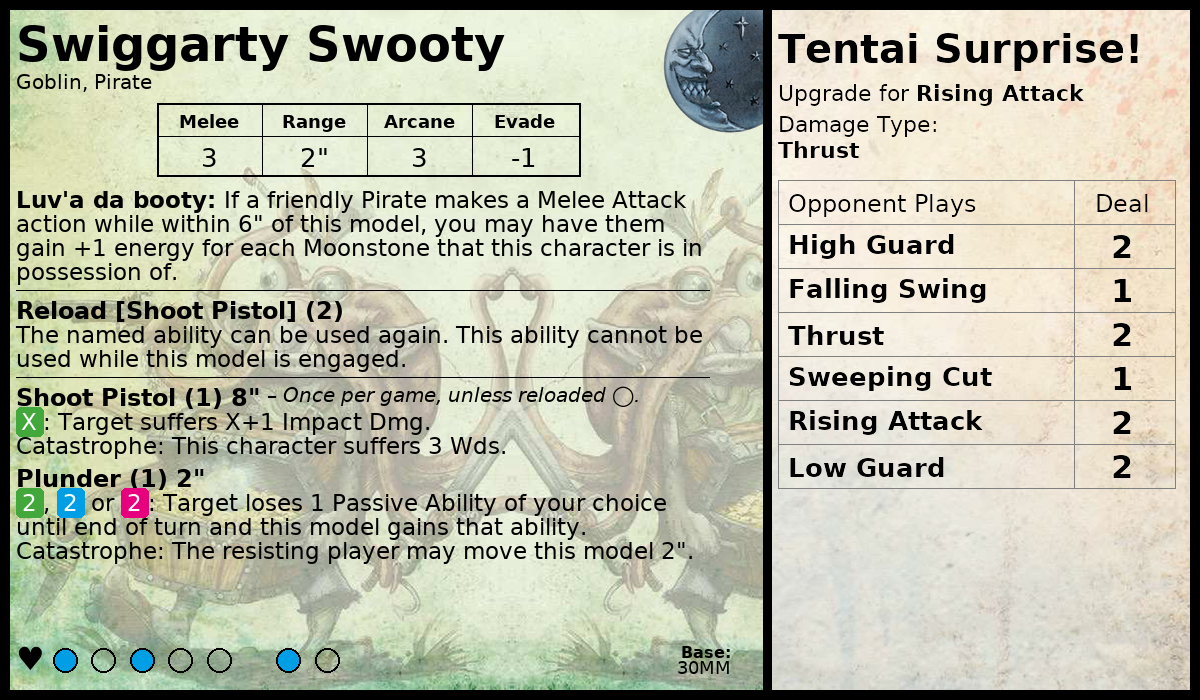 Swiggarty Swooty
Goblin, Pirate
Melee Range Arcane Evade
3 2" 3 -1
Luv'a da booty: If a friendly Pirate makes a Melee Attack
action while within 6" of this model, you may have them
gain +1 energy for each Moonstone that this character is in
possession of.
Reload [Shoot Pistol] (2)
The named ability can be used again. This ability cannot be
used while this model is engaged.
Shoot Pistol (1) 8" – Once per game, unless reloaded ◯.
X: Target suffers X+1 Impact Dmg.
Catastrophe: This character suffers 3 Wds.
Plunder (1) 2"
2, 2 or 2: Target loses 1 Passive Ability of your choice
until end of turn and this model gains that ability.
Catastrophe: The resisting player may move this model 2".
Base:
30MM
Tentai Surprise!
Upgrade for Rising Attack
Damage Type:
Thrust
Opponent Plays Deal
High Guard 2
Falling Swing 1
Thrust 2
Sweeping Cut 1
Rising Attack 2
Low Guard 2